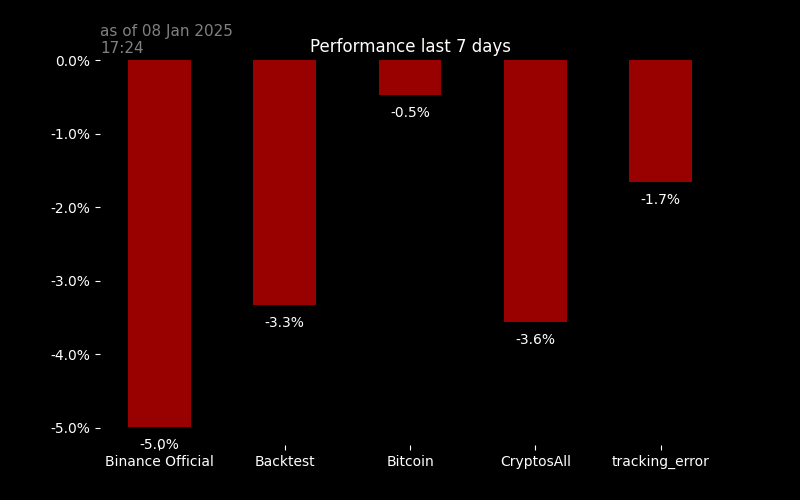 as of 08 Jan 2025
17:24
Performance last 7 days
0.0%
-1.0%
-2.0%
-3.0%
-4.0%
-5.0%
-5.0%
-3.3%
-0.5%
-3.6%
-1.7%
Binance Official
Backtest
Bitcoin
CryptosAll
tracking_error